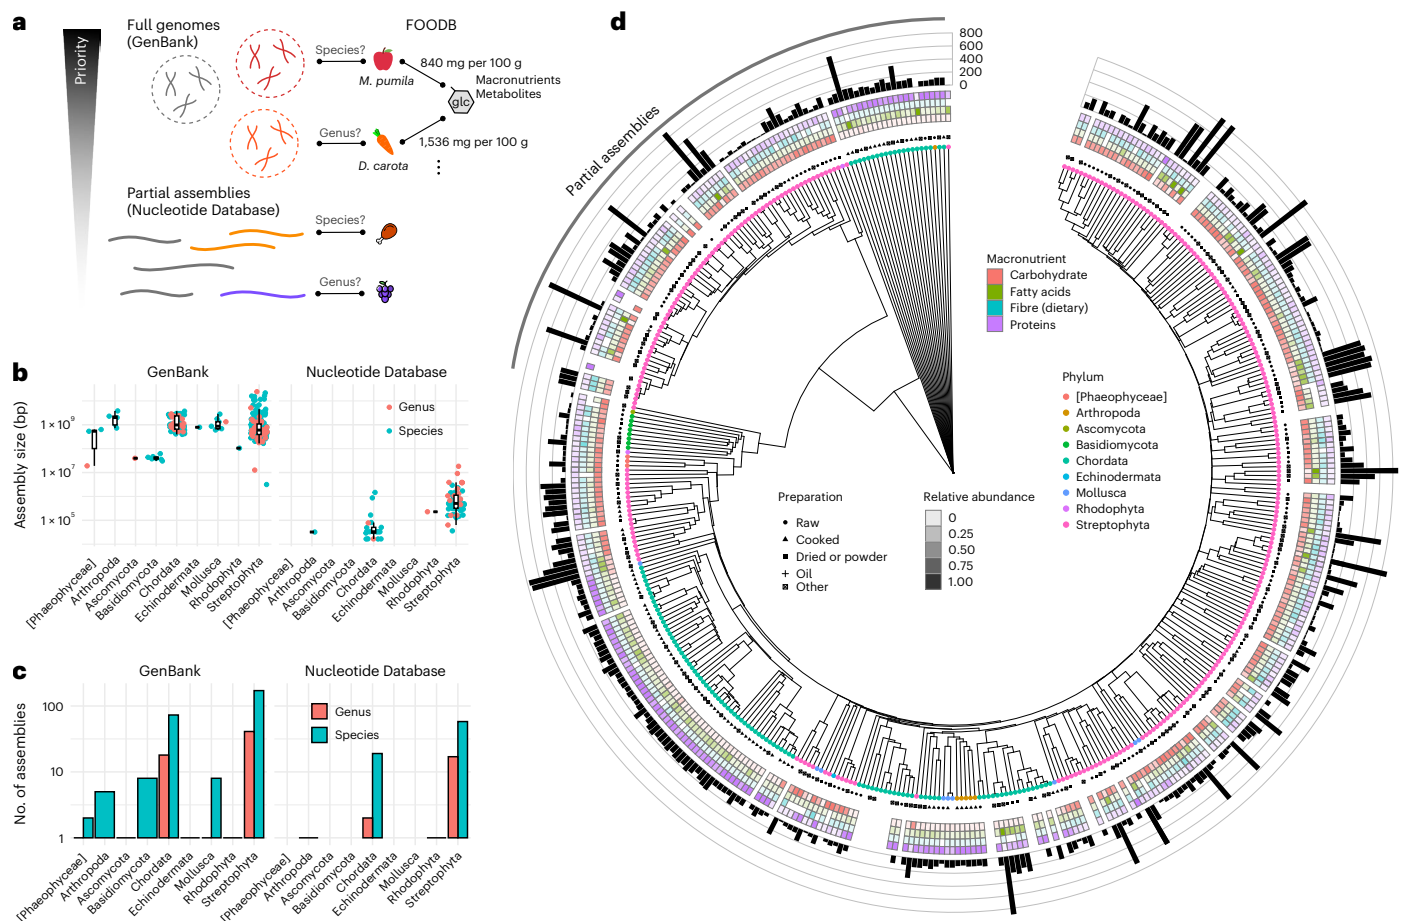 a
Priority
Full genomes
(GenBank)
FOODB
Species?
M. pumila
840 mg per 100 g
Macronutrients
Metabolites
glc
Genus?
D. carota
1,536 mg per 100 g
Partial assemblies
(Nucleotide Database)
Species?
Genus?
b
GenBank
Nucleotide Database
Assembly size (bp)
1 × 10⁹
1 × 10⁷
1 × 10⁵
Genus
Species
[Phaeophyceae]
Arthropoda
Ascomycota
Basidiomycota
Chordata
Echinodermata
Mollusca
Rhodophyta
Streptophyta
[Phaeophyceae]
Arthropoda
Ascomycota
Basidiomycota
Chordata
Echinodermata
Mollusca
Rhodophyta
Streptophyta
c
GenBank
Nucleotide Database
No. of assemblies
100
10
1
Genus
Species
[Phaeophyceae]
Arthropoda
Ascomycota
Basidiomycota
Chordata
Echinodermata
Mollusca
Rhodophyta
Streptophyta
[Phaeophyceae]
Arthropoda
Ascomycota
Basidiomycota
Chordata
Echinodermata
Mollusca
Rhodophyta
Streptophyta
d
Partial assemblies
800
600
400
200
0
Macronutrient
Carbohydrate
Fatty acids
Fibre (dietary)
Proteins
Phylum
[Phaeophyceae]
Arthropoda
Ascomycota
Basidiomycota
Chordata
Echinodermata
Mollusca
Rhodophyta
Streptophyta
Preparation
Raw
Cooked
Dried or powder
Oil
Other
Relative abundance
0
0.25
0.50
0.75
1.00